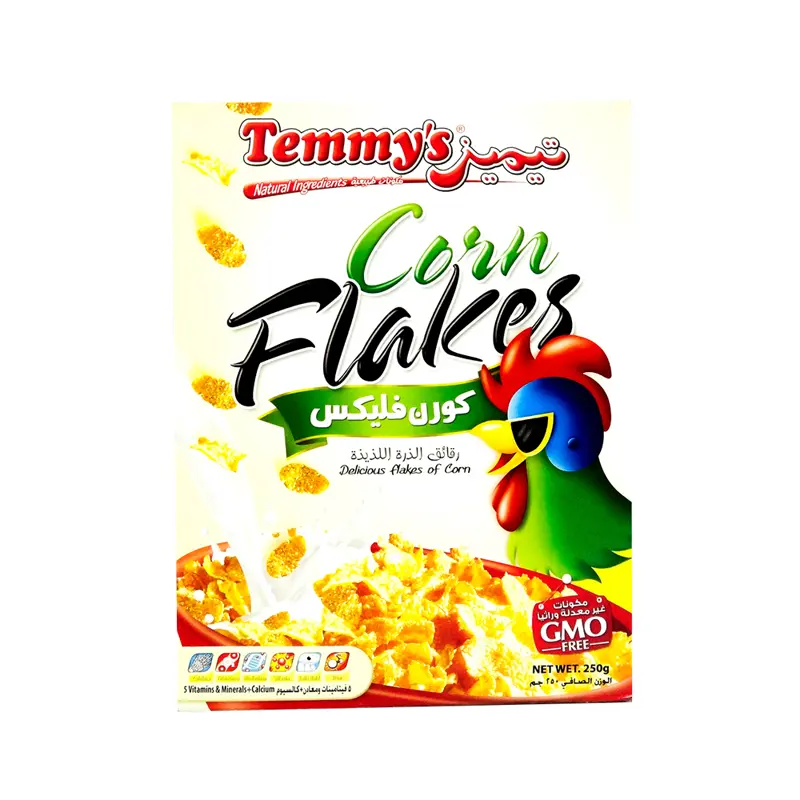 Temmy's® تيميز
Natural Ingredients مكونات طبيعية
Corn
Flakes
كورن فليكس
رقائق الذرة اللذيذة
Delicious flakes of Corn
مكونات
غير معدلة وراثيا
GMO
FREE
NET WET. 250g
الوزن الصافي ٢٥٠ جم
5 Vitamins & Minerals+Calcium ٥ فيتامينات ومعادن+كالسيوم